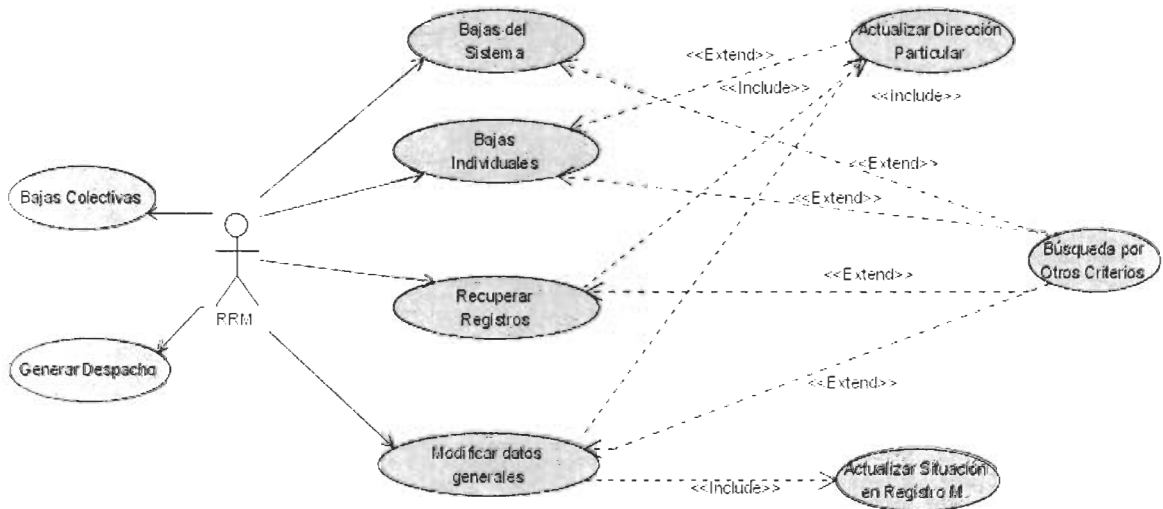 Bajas del
Sistema
Actualizar Dirección
Particular
<<Extend>>
<<Include>>
<<Include>>
Bajas
Individuales
<<Extend>>
Bajas Colectivas
<<Extend>>
Búsqueda por
Otros Criterios
<<Extend>>
Recuperar
Registros
RRM
Generar Despacho
<<Extend>>
Modificar datos
generales
Actualizar Situación
en Registro M.
<<Include>>